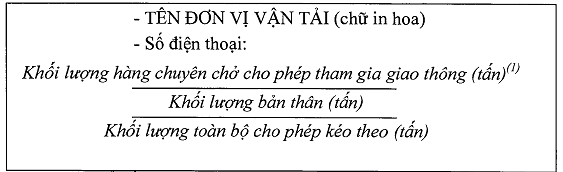 - TÊN ĐƠN VỊ VẬN TẢI (chữ in hoa)
- Số điện thoại:
Khối lượng hàng chuyên chở cho phép tham gia giao thông (tấn)(1)
Khối lượng bản thân (tấn)
Khối lượng toàn bộ cho phép kéo theo (tấn)